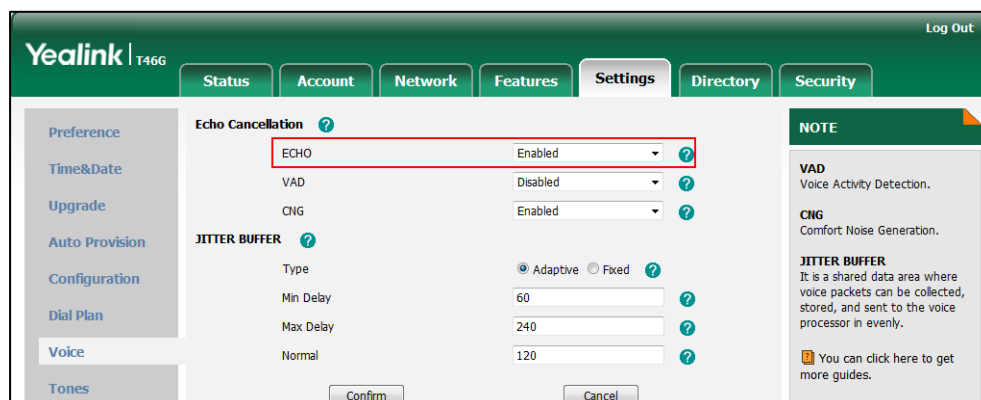 Log Out
Yealink T46G
Status Account Network Features Settings Directory Security
Preference
Time&Date
Upgrade
Auto Provision
Configuration
Dial Plan
Voice
Tones
Echo Cancellation ?
ECHO Enabled ?
VAD Disabled ?
CNG Enabled ?
JITTER BUFFER ?
Type Adaptive Fixed ?
Min Delay 60 ?
Max Delay 240 ?
Normal 120 ?
Confirm Cancel
NOTE
VAD
Voice Activity Detection.
CNG
Comfort Noise Generation.
JITTER BUFFER
It is a shared data area where
voice packets can be collected,
stored, and sent to the voice
processor in evenly.
? You can click here to get
more guides.